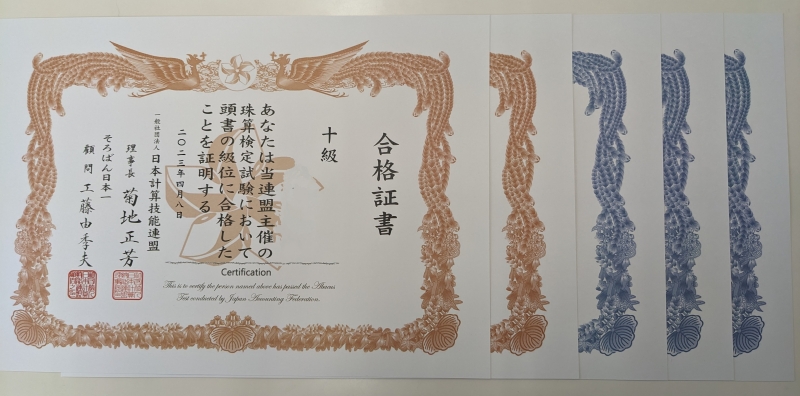 合格証書
十級
あなたは当連盟主催の
珠算検定試験において
頭書の級位に合格した
ことを証明する
二〇二三年四月八日
一般社団法人 日本計算技能連盟
理事長 菊地正芳
そろばん日本一
顧問 工藤由季夫
Certification
This is to certify the person named above has passed the Abacus
Test conducted by Japan Accounting Federation.